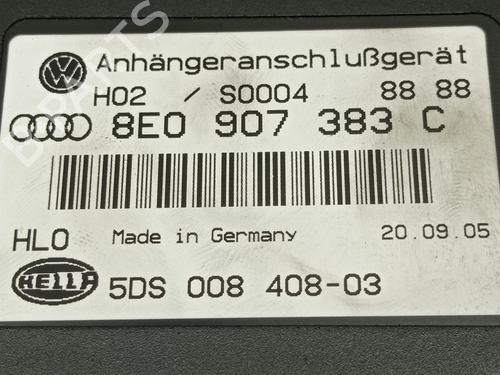 Anhängeranschlußgerät
H02 / S0004 88 88
8E0 907 383 C
HLO Made in Germany 20.09.05
HELLA 5DS 008 408-03